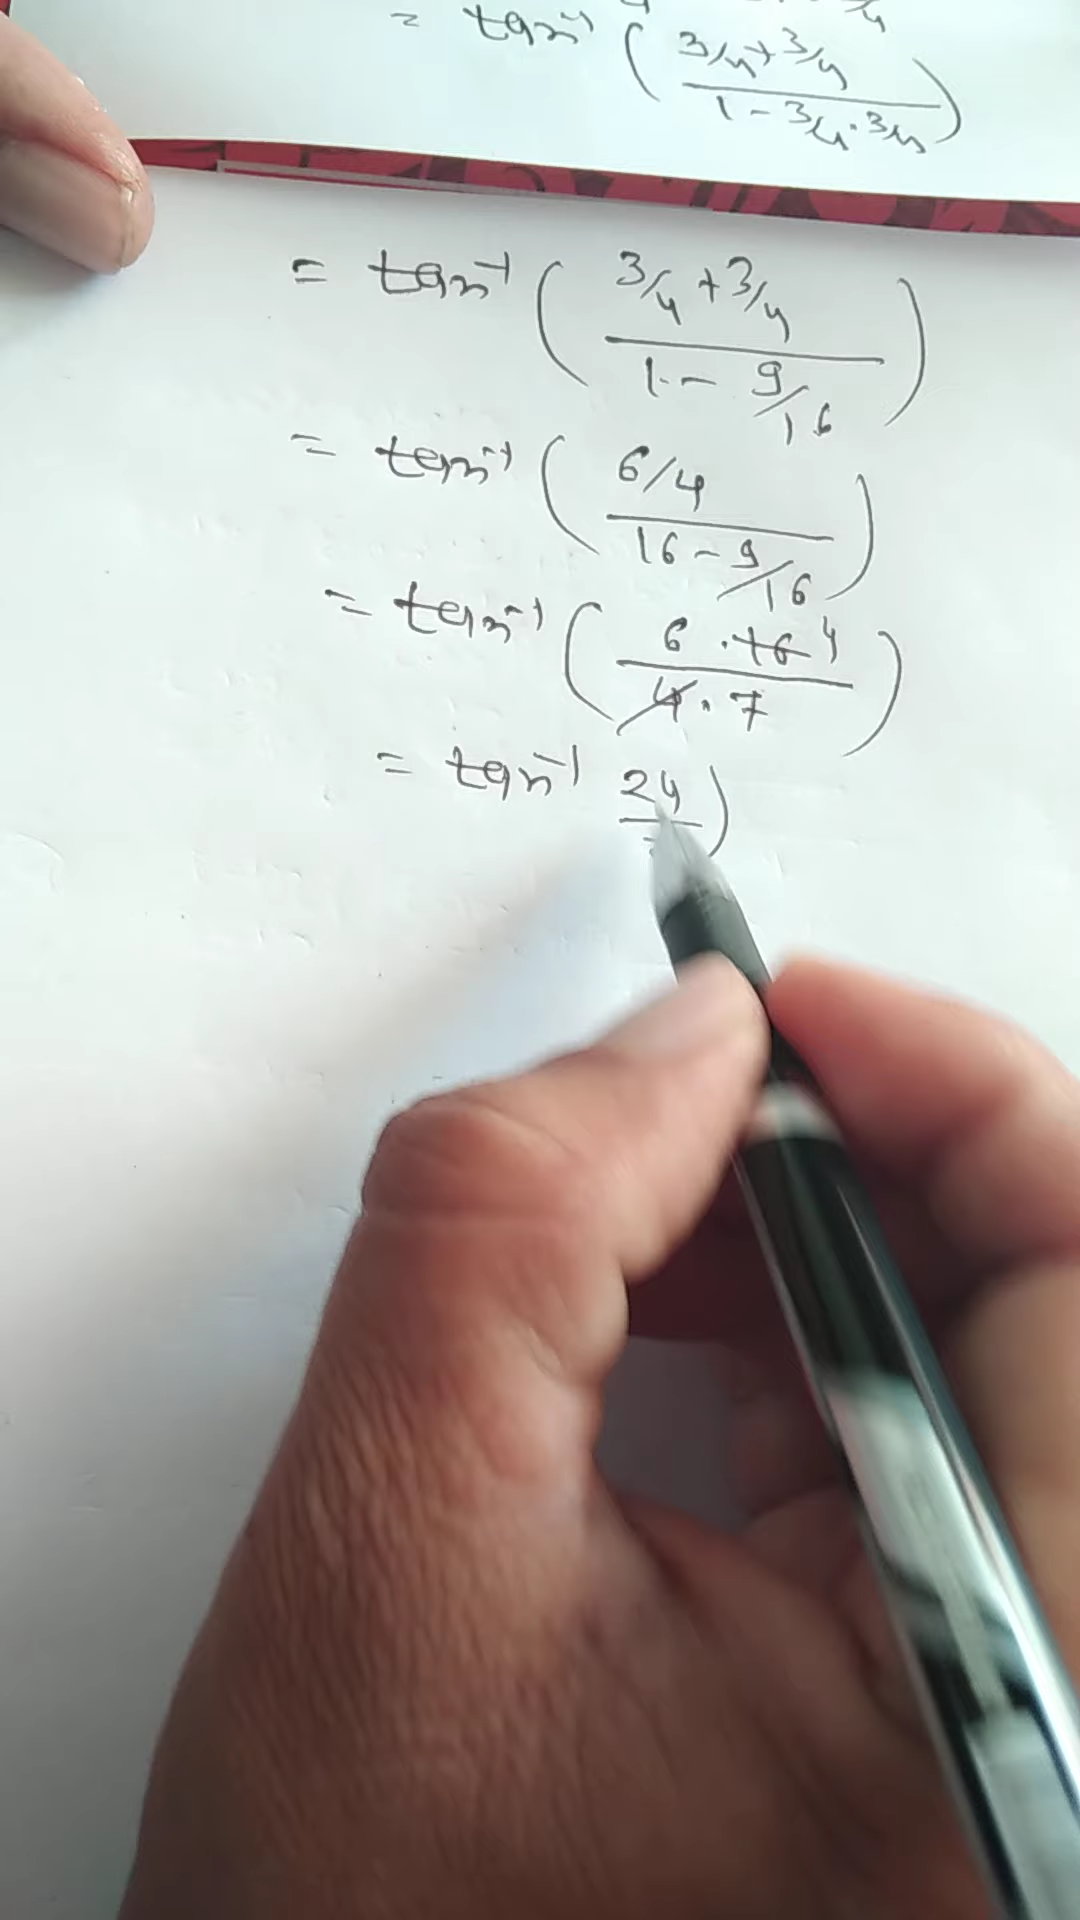 = tan⁻¹ ( 3/4 + 3/4 / 1 - 3/4 · 3/4 )
= tan⁻¹ ( 3/4 + 3/4 / 1 - 9/16 )
= tan⁻¹ ( 6/4 / 16 - 9/16 )
= tan⁻¹ ( 6 · 16 4 / 4 · 7 )
= tan⁻¹ 24 )